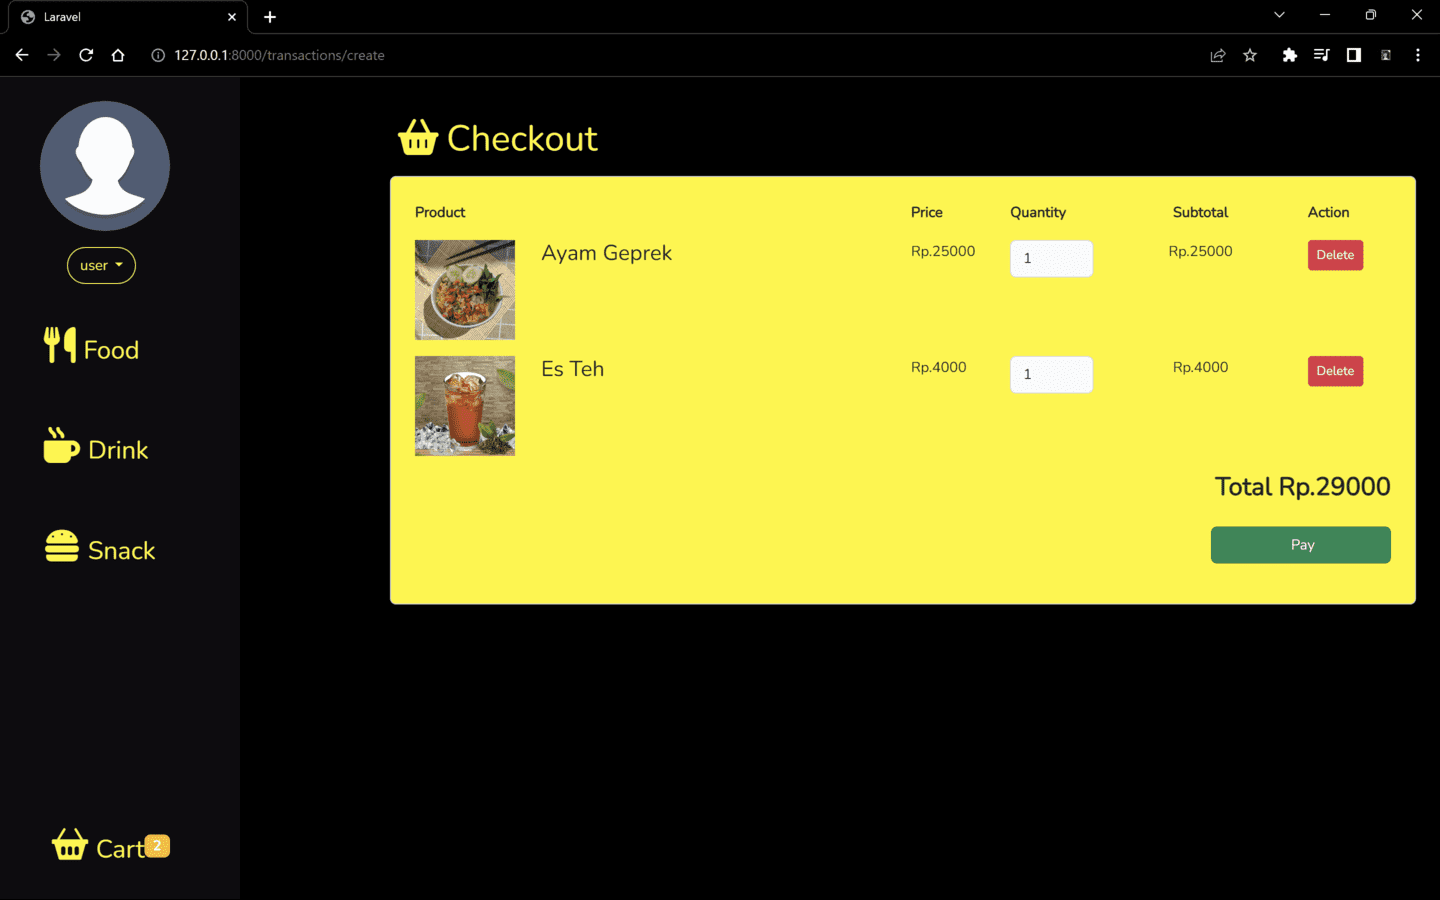 Laravel
127.0.0.1:8000/transactions/create
user
Food
Drink
Snack
Cart 2
Checkout
Product Price Quantity Subtotal Action
Ayam Geprek Rp.25000 1 Rp.25000 Delete
Es Teh Rp.4000 1 Rp.4000 Delete
Total Rp.29000
Pay